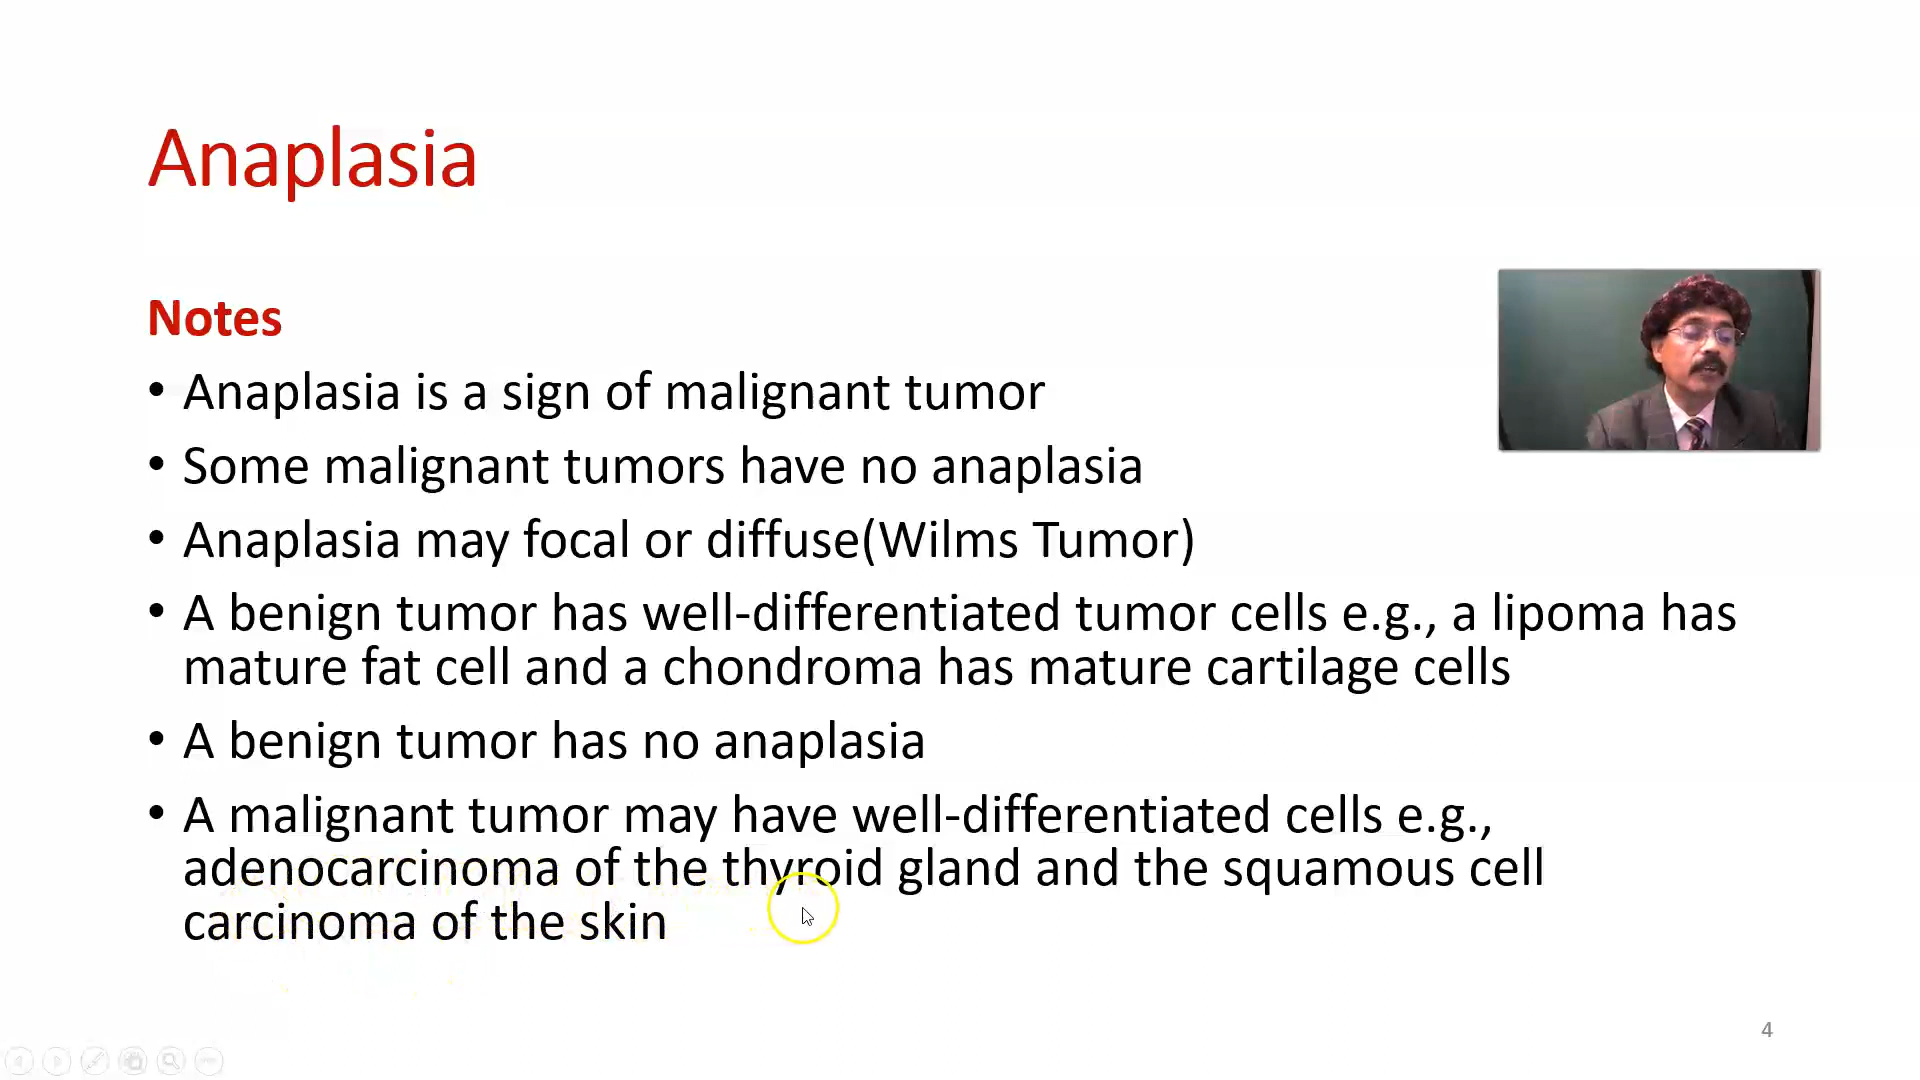 Anaplasia
Notes
• Anaplasia is a sign of malignant tumor
• Some malignant tumors have no anaplasia
• Anaplasia may focal or diffuse(Wilms Tumor)
• A benign tumor has well-differentiated tumor cells e.g., a lipoma has
mature fat cell and a chondroma has mature cartilage cells
• A benign tumor has no anaplasia
• A malignant tumor may have well-differentiated cells e.g.,
adenocarcinoma of the thyroid gland and the squamous cell
carcinoma of the skin
4